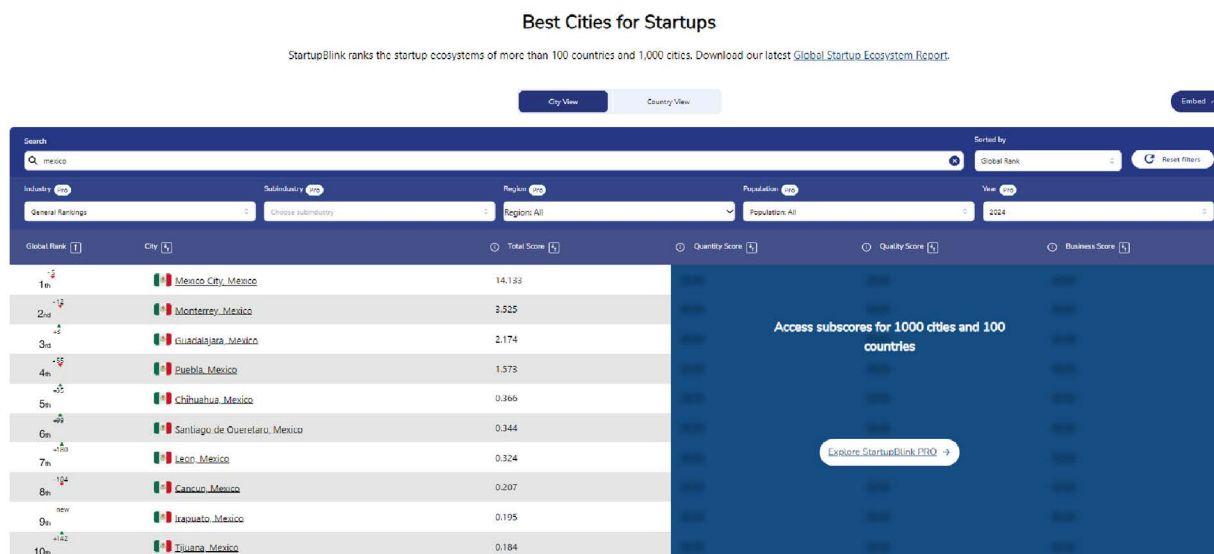 Best Cities for Startups
StartupBlink ranks the startup ecosystems of more than 100 countries and 1,000 cities. Download our latest Global Startup Ecosystem Report.
City View Country View Embed
Search Sorted by
mexico Global Rank Reset filters
Industry Pro Subindustry Pro Region Pro Population Pro Year Pro
General Rankings Choose subindustry Region: All Population: All 2024
Global Rank City Total Score Quantity Score Quality Score Business Score
1th Mexico City, Mexico 14.133
2nd Monterrey, Mexico 3.525
3rd Guadalajara, Mexico 2.174
Access subscores for 1000 cities and 100
countries
4th Puebla, Mexico 1.573
5th Chihuahua, Mexico 0.366
6th Santiago de Queretaro, Mexico 0.344
7th Leon, Mexico 0.324
Explore StartupBlink PRO →
8th Cancun, Mexico 0.207
new
9th Irapuato, Mexico 0.195
+142
10th Tijuana, Mexico 0.184